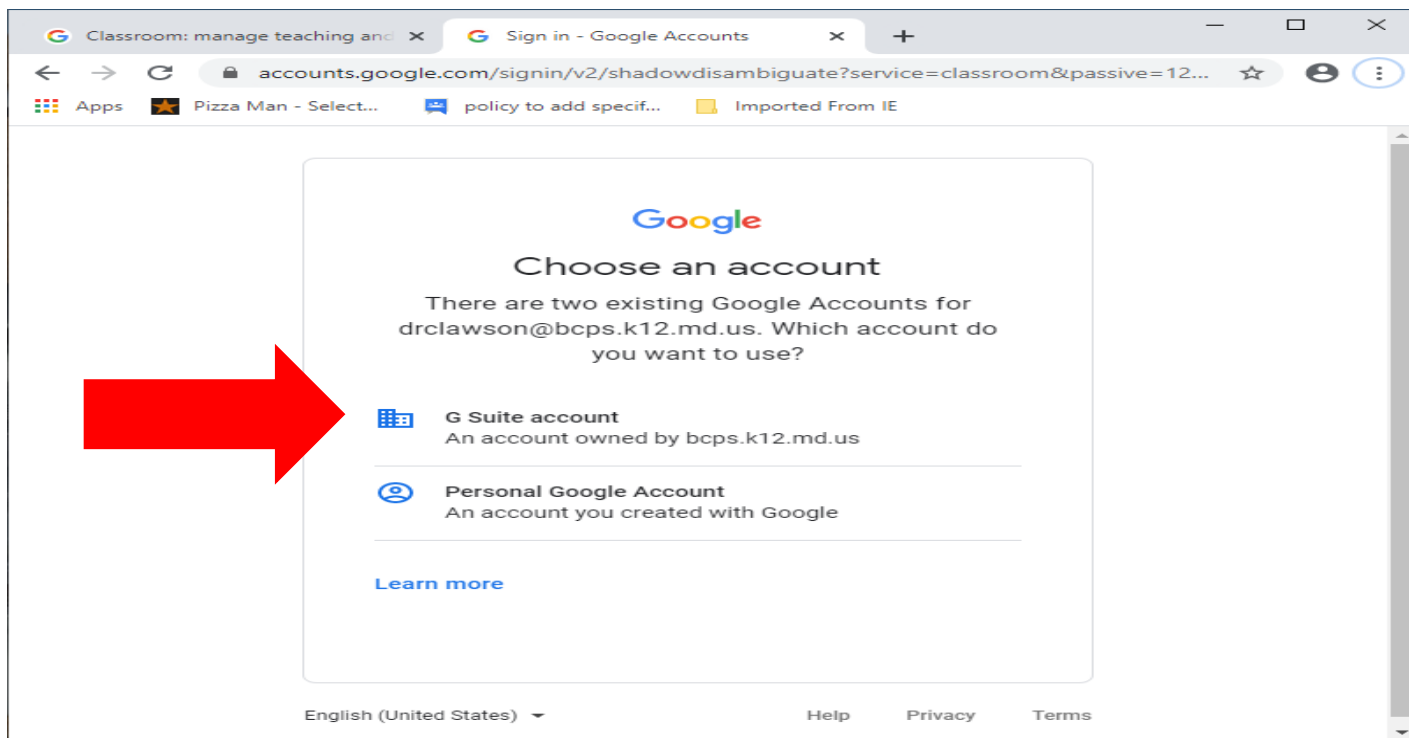 Classroom: manage teaching and
Sign in - Google Accounts
accounts.google.com/signin/v2/shadowdisambiguate?service=classroom&passive=12...
Apps Pizza Man - Select... policy to add specif... Imported From IE
Google
Choose an account
There are two existing Google Accounts for
drclawson@bcps.k12.md.us. Which account do
you want to use?
G Suite account
An account owned by bcps.k12.md.us
Personal Google Account
An account you created with Google
Learn more
English (United States) Help Privacy Terms